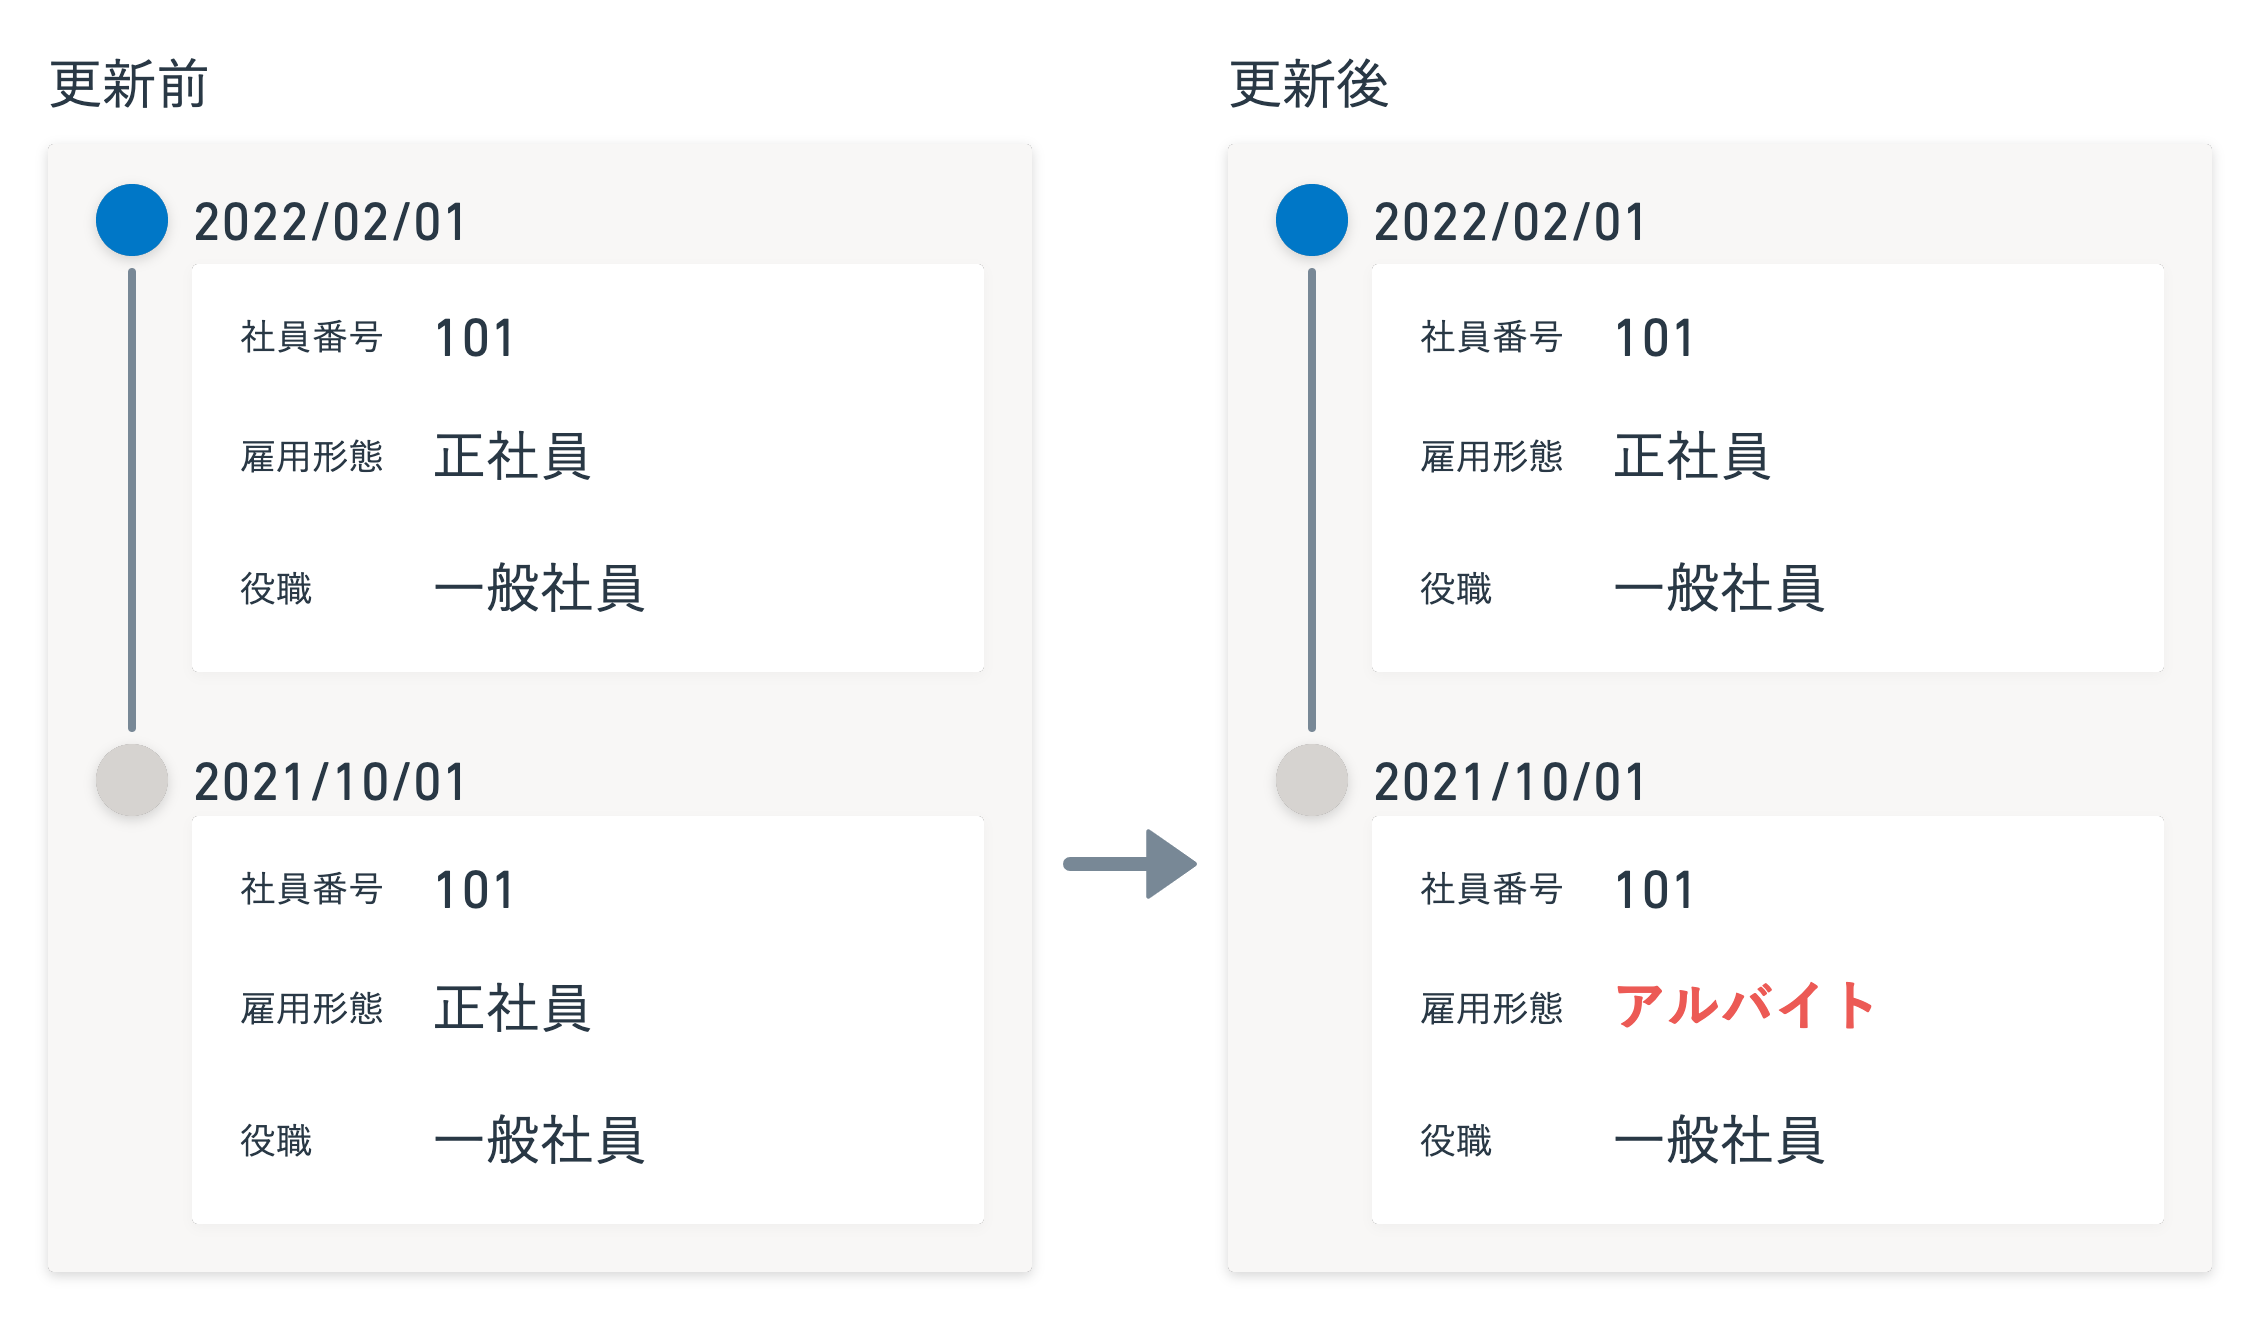 更新前
2022/02/01
社員番号 101
雇用形態 正社員
役職 一般社員
2021/10/01
社員番号 101
雇用形態 正社員
役職 一般社員
更新後
2022/02/01
社員番号 101
雇用形態 正社員
役職 一般社員
2021/10/01
社員番号 101
雇用形態 アルバイト
役職 一般社員